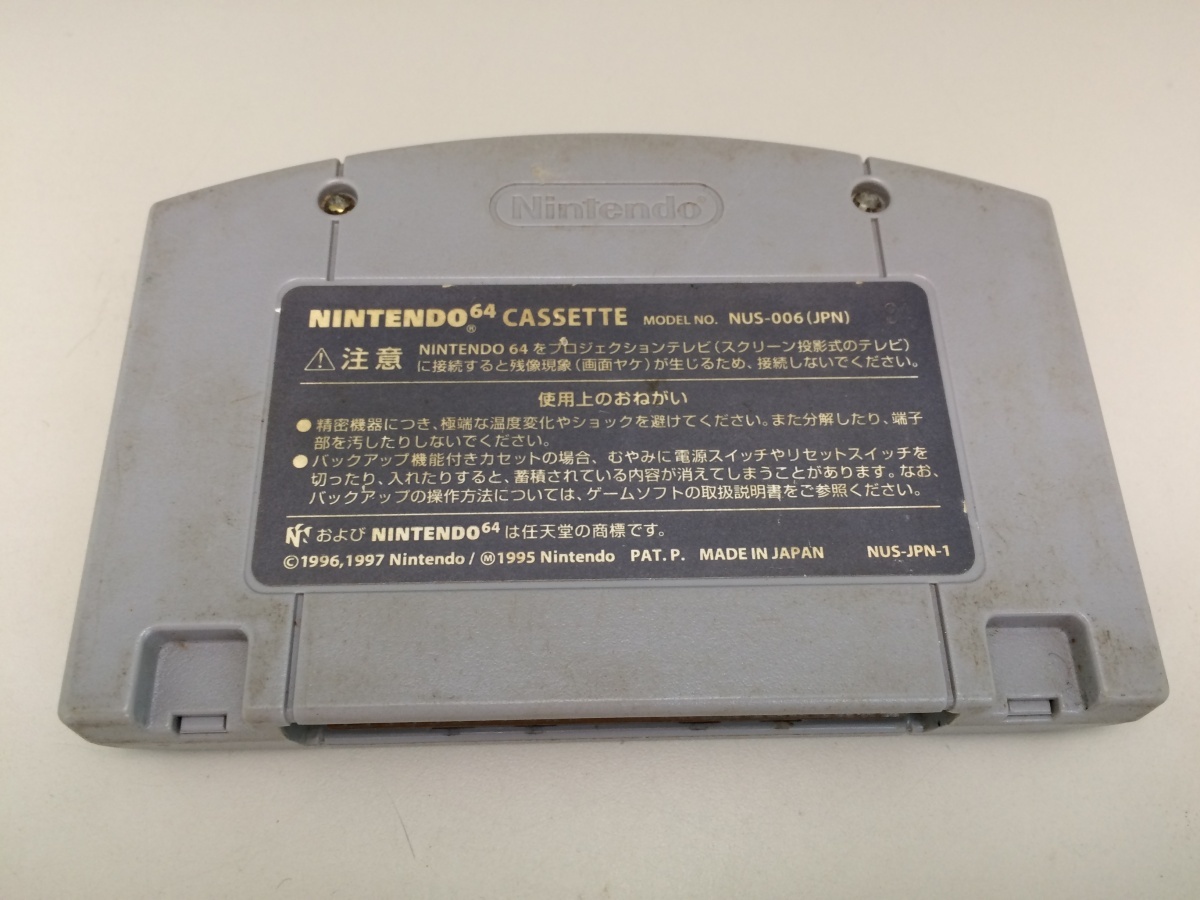 Nintendo
NINTENDO64® CASSETTE MODEL NO. NUS-006(JPN)
⚠注意 NINTENDO 64をプロジェクションテレビ(スクリーン投影式のテレビ)
に接続すると残像現象(画面ヤケ)が生じるため、接続しないでください。
使用上のおねがい
●精密機器につき、極端な温度変化やショックを避けてください。また分解したり、端子
部を汚したりしないでください。
●バックアップ機能付きカセットの場合、むやみに電源スイッチやリセットスイッチを
切ったり、入れたりすると、蓄積されている内容が消えてしまうことがあります。なお、
バックアップの操作方法については、ゲームソフトの取扱説明書をご参照ください。
および NINTENDO64 は任天堂の商標です。
©1996,1997 Nintendo / Ⓜ1995 Nintendo PAT. P. MADE IN JAPAN NUS-JPN-1